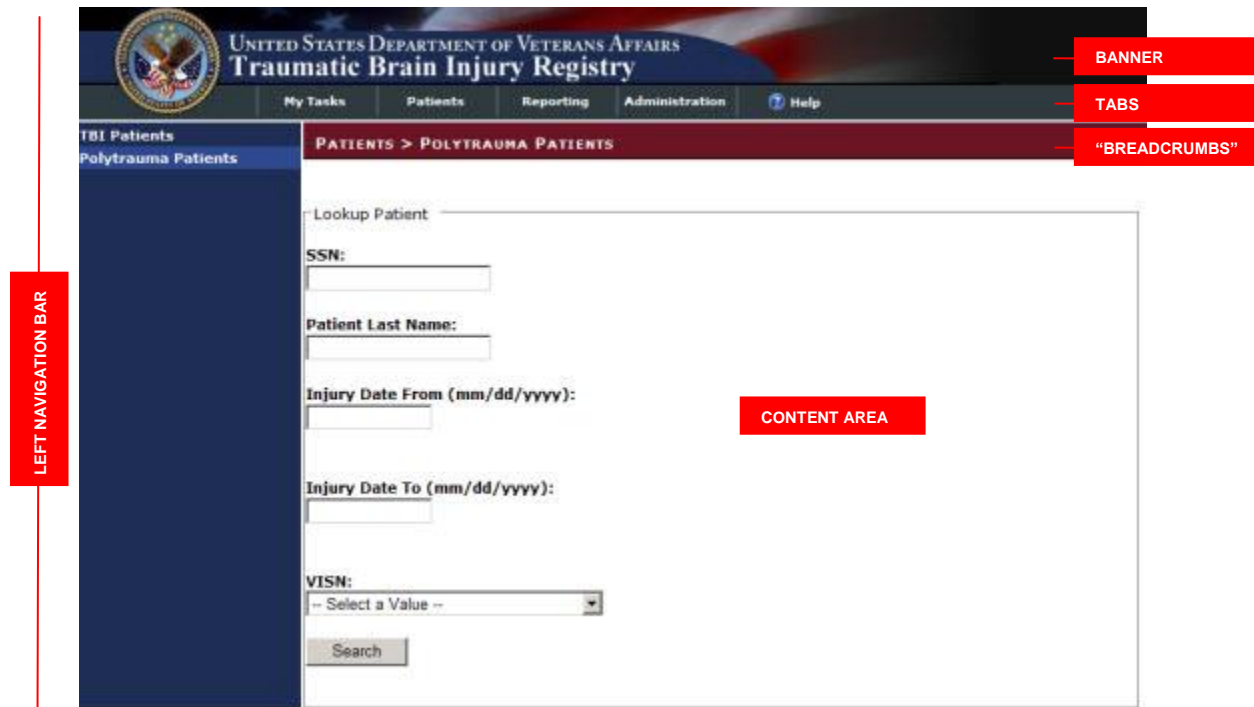 UNITED STATES DEPARTMENT OF VETERANS AFFAIRS
Traumatic Brain Injury Registry
BANNER
My Tasks Patients Reporting Administration ? Help
TABS
TBI Patients
Polytrauma Patients
PATIENTS > POLYTRAUMA PATIENTS
“BREADCRUMBS”
LEFT NAVIGATION BAR
Lookup Patient
SSN:
Patient Last Name:
Injury Date From (mm/dd/yyyy):
CONTENT AREA
Injury Date To (mm/dd/yyyy):
VISN:
-- Select a Value --
Search